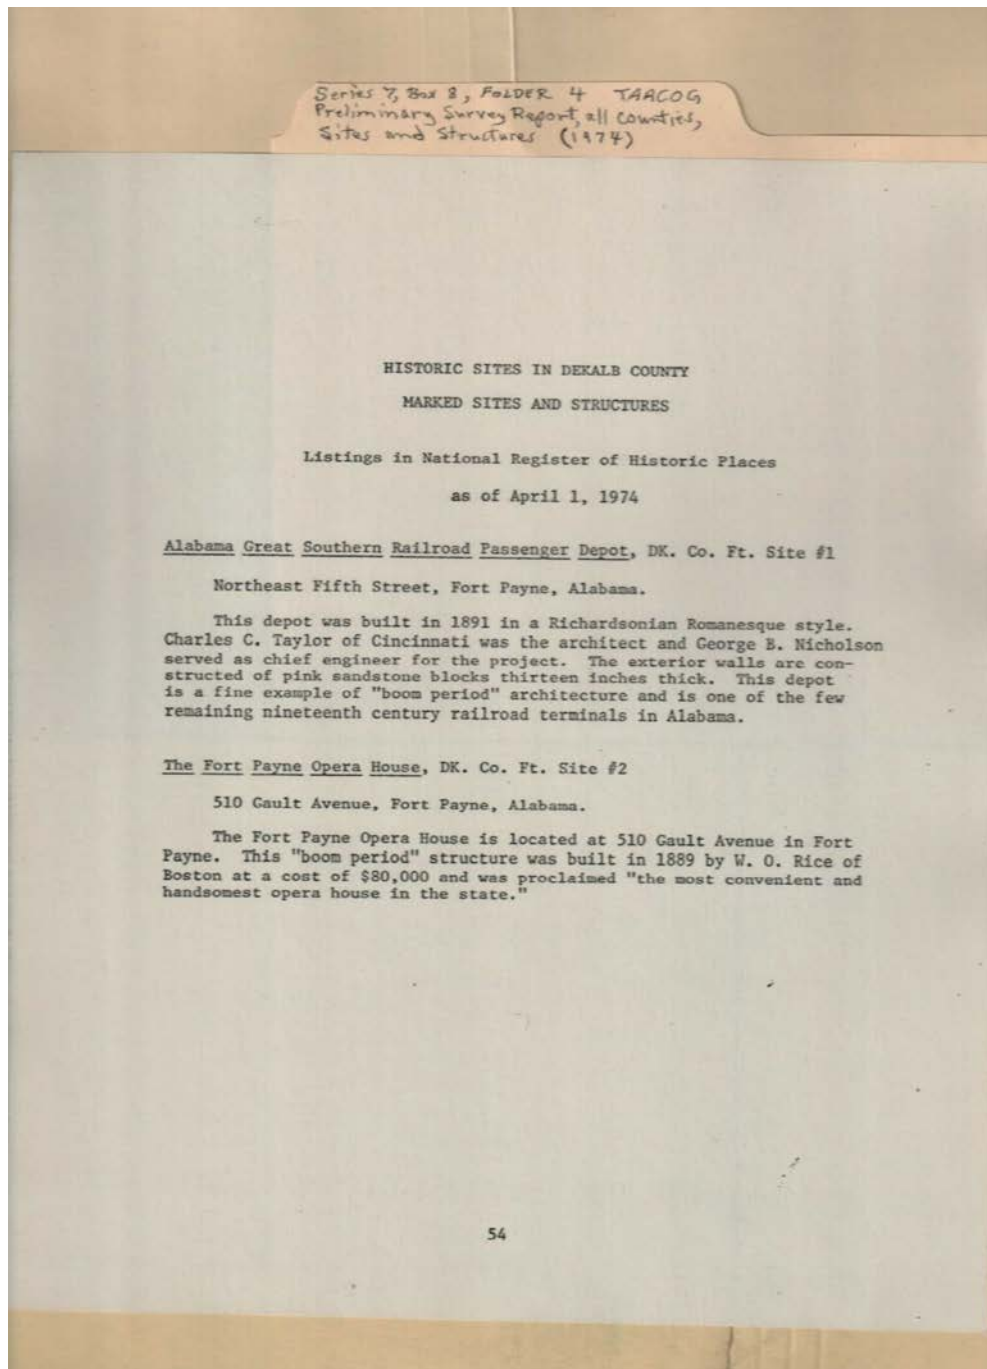 Series 7, Box 8, FOLDER 4 TARCOG
Preliminary Survey Report, all counties,
Sites and Structures (1974)
HISTORIC SITES IN DEKALB COUNTY
MARKED SITES AND STRUCTURES
Listings in National Register of Historic Places
as of April 1, 1974
Alabama Great Southern Railroad Passenger Depot, DK. Co. Ft. Site #1
Northeast Fifth Street, Fort Payne, Alabama.
This depot was built in 1891 in a Richardsonian Romanesque style.
Charles C. Taylor of Cincinnati was the architect and George B. Nicholson
served as chief engineer for the project. The exterior walls are con-
structed of pink sandstone blocks thirteen inches thick. This depot
is a fine example of "boom period" architecture and is one of the few
remaining nineteenth century railroad terminals in Alabama.
The Fort Payne Opera House, DK. Co. Ft. Site #2
510 Gault Avenue, Fort Payne, Alabama.
The Fort Payne Opera House is located at 510 Gault Avenue in Fort
Payne. This "boom period" structure was built in 1889 by W. O. Rice of
Boston at a cost of $80,000 and was proclaimed "the most convenient and
handsomest opera house in the state."
54